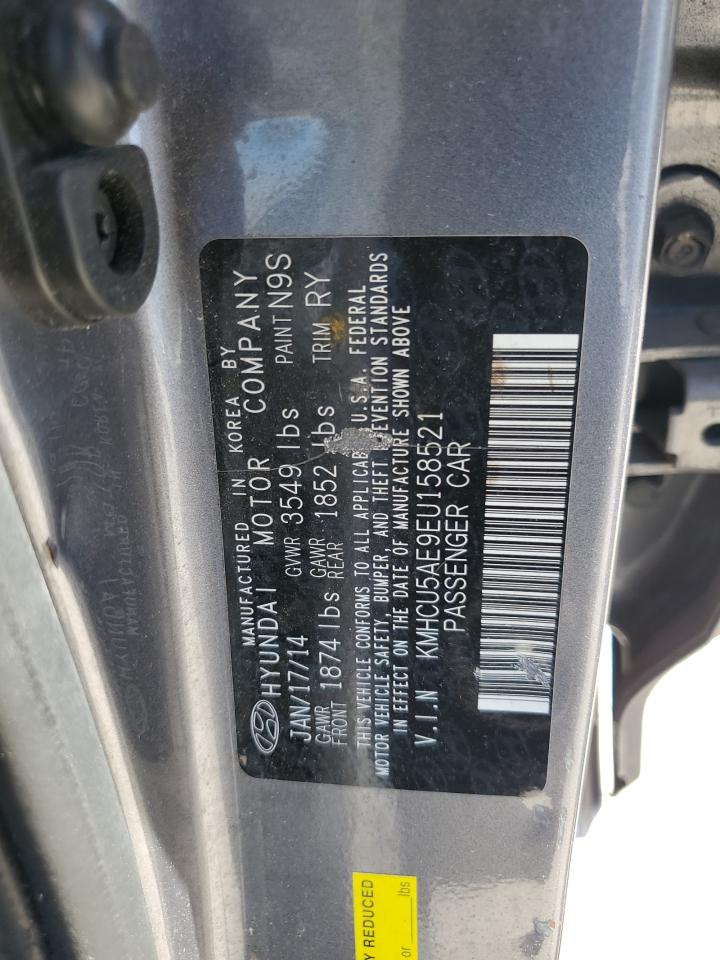 MANUFACTURED IN KOREA BY
HYUNDAI MOTOR COMPANY
JAN/17/14 GVWR 3549 lbs PAINT N9S
GAWR FRONT 1874 lbs GAWR REAR 1852 lbs TRIM RY
THIS VEHICLE CONFORMS TO ALL APPLICABLE U.S.A. FEDERAL
MOTOR VEHICLE SAFETY, BUMPER, AND THEFT PREVENTION STANDARDS
IN EFFECT ON THE DATE OF MANUFACTURE SHOWN ABOVE
V.I.N KMHCU5AE9EU158521
PASSENGER CAR
Y REDUCED
or ____lbs